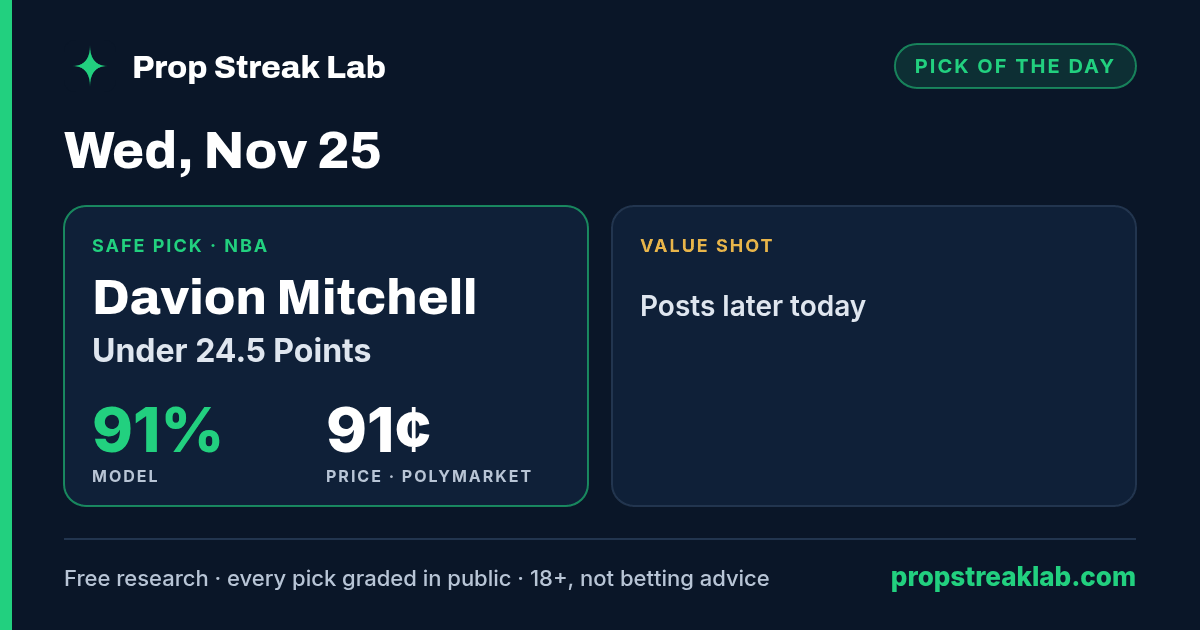 Prop Streak Lab
PICK OF THE DAY
Wed, Nov 25
SAFE PICK · NBA
Davion Mitchell
Under 24.5 Points
91%
MODEL
91¢
PRICE · POLYMARKET
VALUE SHOT
Posts later today
Free research · every pick graded in public · 18+, not betting advice
propstreaklab.com